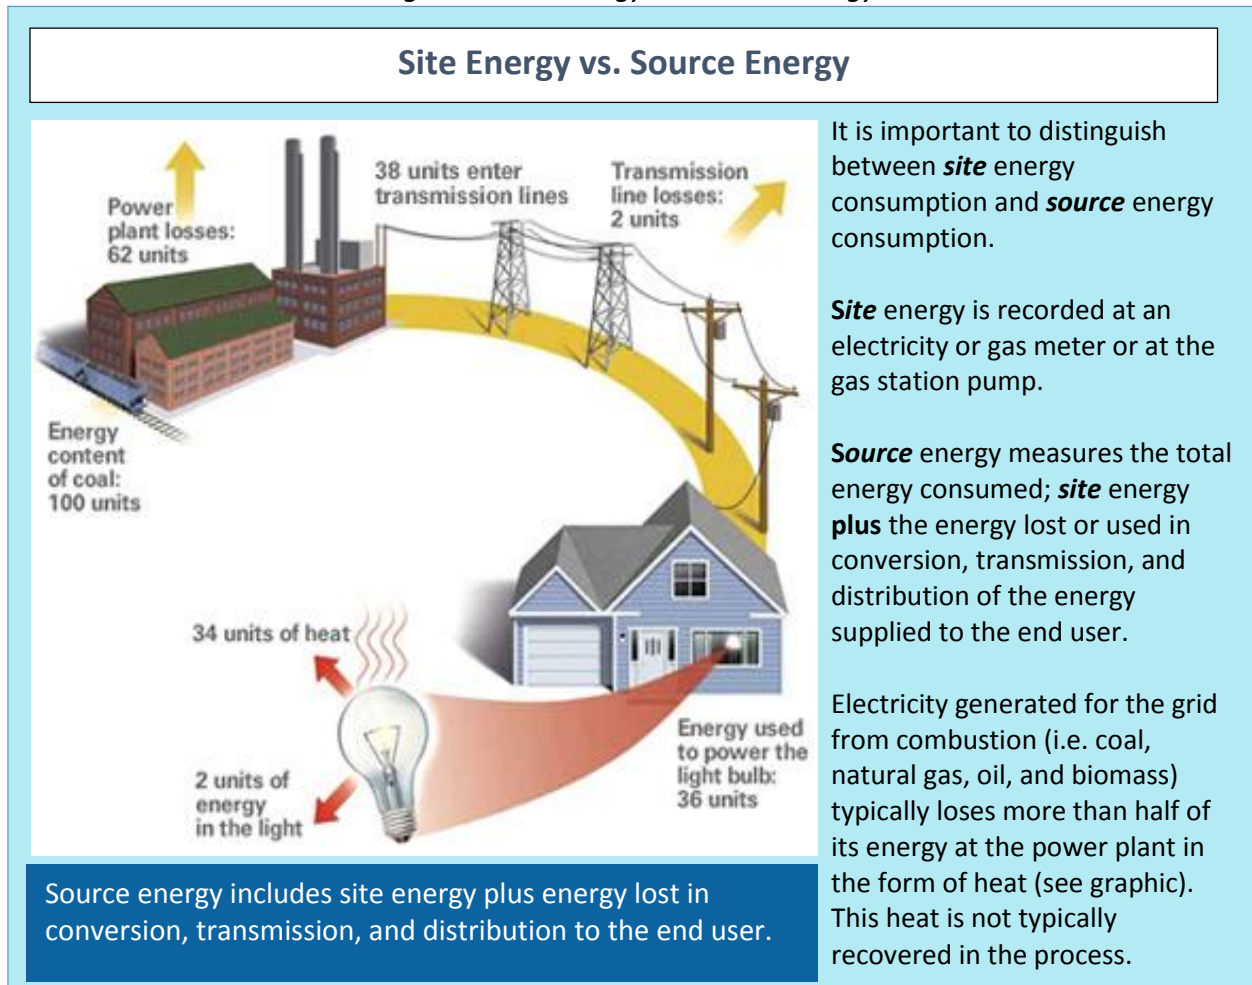 Site Energy vs. Source Energy
Power
plant losses:
62 units
38 units enter
transmission lines
Transmission
line losses:
2 units
Energy
content
of coal:
100 units
34 units of heat
2 units of
energy
in the light
Energy used
to power the
light bulb:
36 units
Source energy includes site energy plus energy lost in
conversion, transmission, and distribution to the end user.
It is important to distinguish
between site energy
consumption and source energy
consumption.
Site energy is recorded at an
electricity or gas meter or at the
gas station pump.
Source energy measures the total
energy consumed; site energy
plus the energy lost or used in
conversion, transmission, and
distribution of the energy
supplied to the end user.
Electricity generated for the grid
from combustion (i.e. coal,
natural gas, oil, and biomass)
typically loses more than half of
its energy at the power plant in
the form of heat (see graphic).
This heat is not typically
recovered in the process.